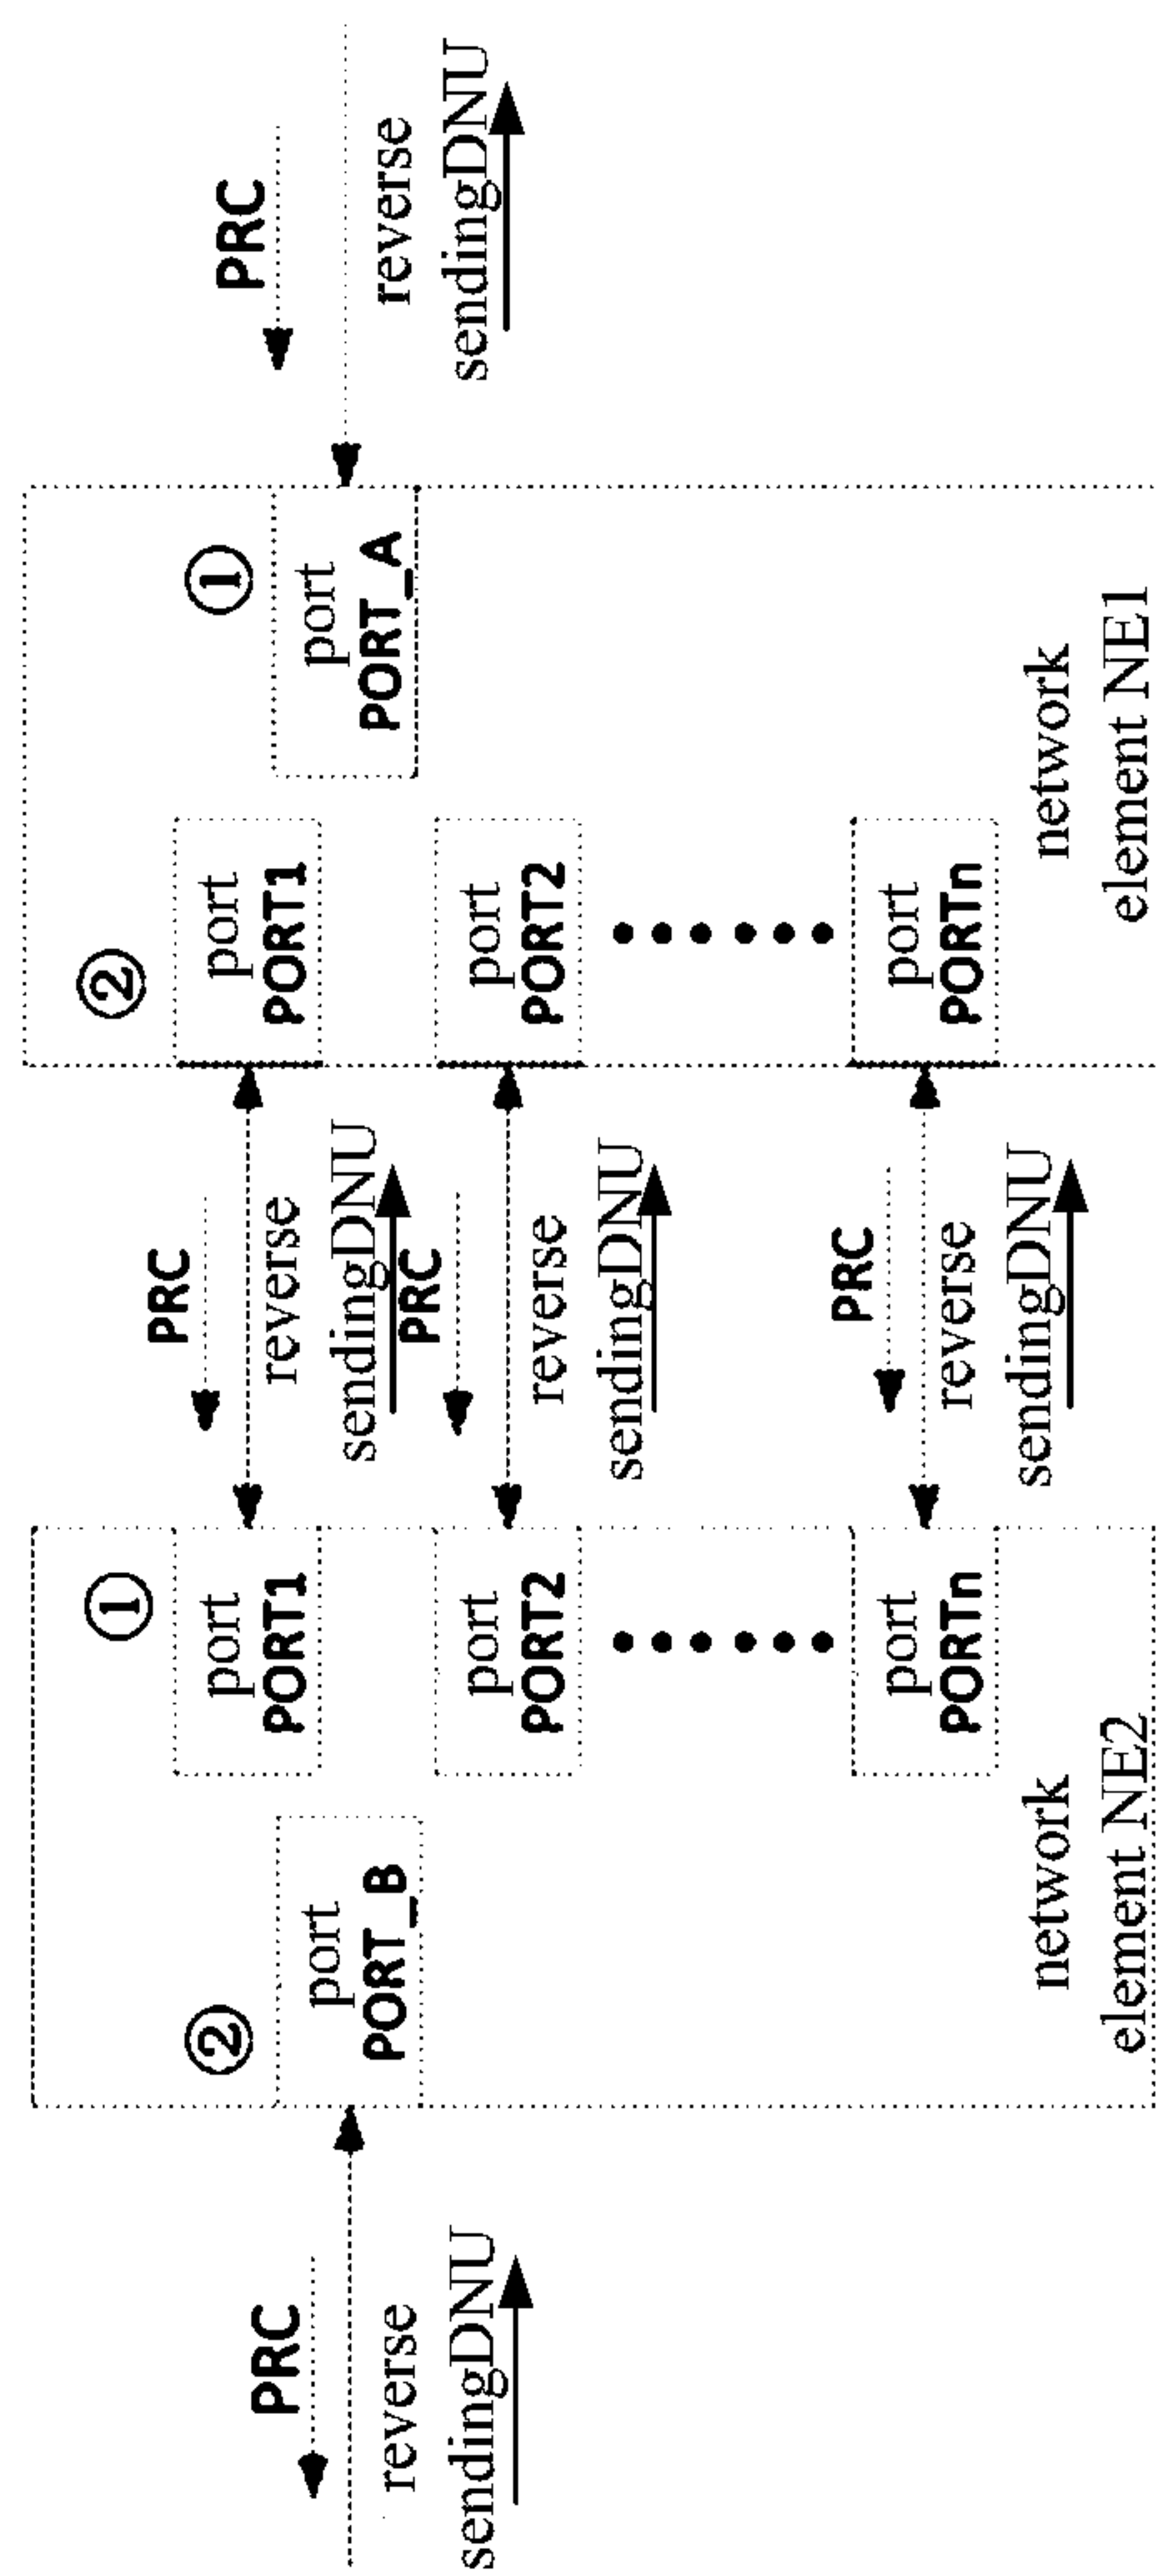 PRC
reverse
sendingDNU
②
port
PORT_B
①
port
PORT1
port
PORT2
port
PORTn
network
element NE2
PRC
reverse
sendingDNU
PRC
reverse
sendingDNU
PRC
reverse
sendingDNU
②
port
PORT1
port
PORT2
port
PORTn
①
port
PORT_A
network
element NE1
PRC
reverse
sendingDNU